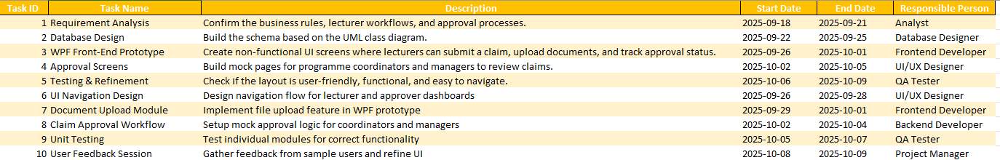 Task ID Task Name Description Start Date End Date Responsible Person
1 Requirement Analysis Confirm the business rules, lecturer workflows, and approval processes. 2025-09-18 2025-09-21 Analyst
2 Database Design Build the schema based on the UML class diagram. 2025-09-22 2025-09-25 Database Designer
3 WPF Front-End Prototype Create non-functional UI screens where lecturers can submit a claim, upload documents, and track approval status. 2025-09-26 2025-10-01 Frontend Developer
4 Approval Screens Build mock pages for programme coordinators and managers to review claims. 2025-10-02 2025-10-05 UI/UX Designer
5 Testing & Refinement Check if the layout is user-friendly, functional, and easy to navigate. 2025-10-06 2025-10-09 QA Tester
6 UI Navigation Design Design navigation flow for lecturer and approver dashboards 2025-09-26 2025-09-28 UI/UX Designer
7 Document Upload Module Implement file upload feature in WPF prototype 2025-09-29 2025-10-01 Frontend Developer
8 Claim Approval Workflow Setup mock approval logic for coordinators and managers 2025-10-02 2025-10-04 Backend Developer
9 Unit Testing Test individual modules for correct functionality 2025-10-05 2025-10-07 QA Tester
10 User Feedback Session Gather feedback from sample users and refine UI 2025-10-08 2025-10-09 Project Manager